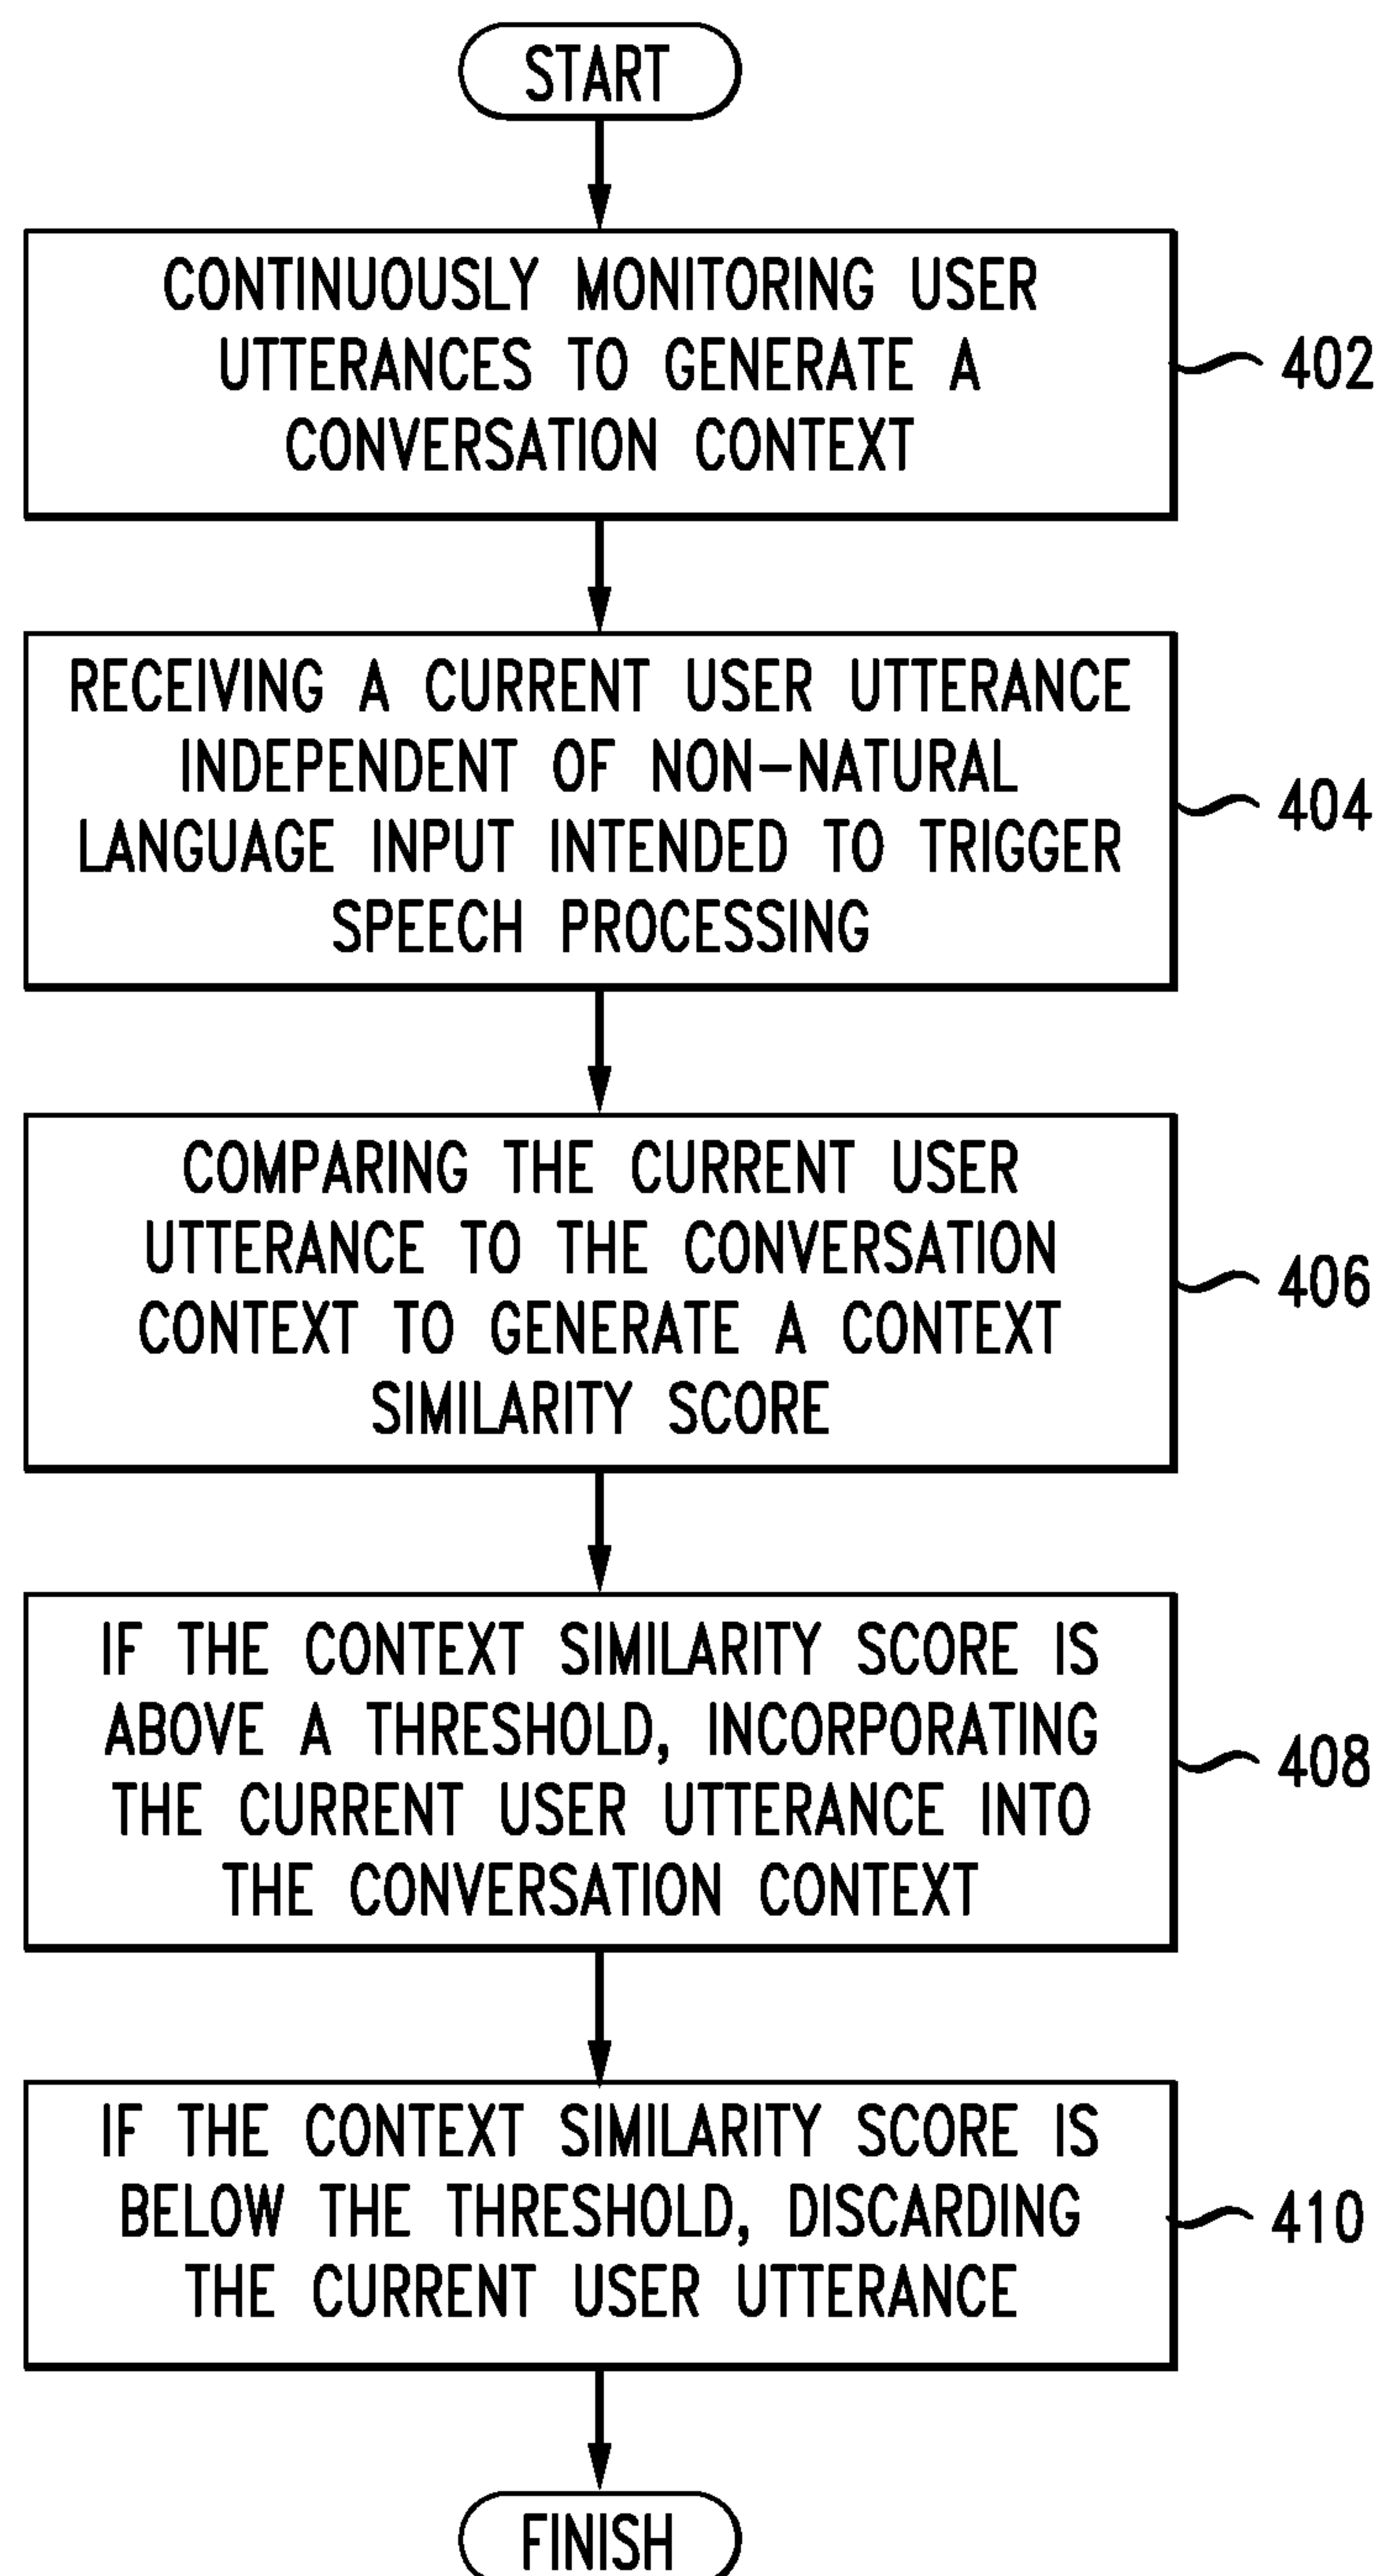 START
CONTINUOUSLY MONITORING USER
UTTERANCES TO GENERATE A
CONVERSATION CONTEXT
402
RECEIVING A CURRENT USER UTTERANCE
INDEPENDENT OF NON-NATURAL
LANGUAGE INPUT INTENDED TO TRIGGER
SPEECH PROCESSING
404
COMPARING THE CURRENT USER
UTTERANCE TO THE CONVERSATION
CONTEXT TO GENERATE A CONTEXT
SIMILARITY SCORE
406
IF THE CONTEXT SIMILARITY SCORE IS
ABOVE A THRESHOLD, INCORPORATING
THE CURRENT USER UTTERANCE INTO
THE CONVERSATION CONTEXT
408
IF THE CONTEXT SIMILARITY SCORE IS
BELOW THE THRESHOLD, DISCARDING
THE CURRENT USER UTTERANCE
410
FINISH